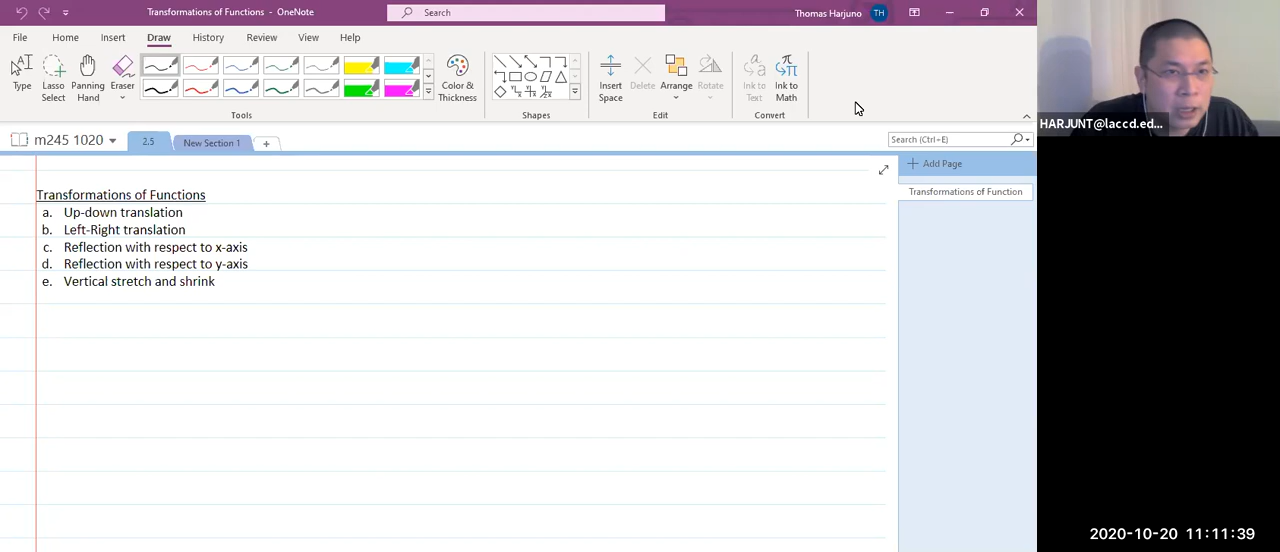 Transformations of Functions - OneNote
Search
Thomas Harjuno
TH
File
Home
Insert
Draw
History
Review
View
Help
Type
Lasso Select
Panning Hand
Eraser
Color & Thickness
Insert Space
Delete
Arrange
Rotate
Ink to Text
Ink to Math
Tools
Shapes
Edit
Convert
m245 1020
2.5
New Section 1
Search (Ctrl+E)
Add Page
Transformations of Function
Transformations of Functions
a. Up-down translation
b. Left-Right translation
c. Reflection with respect to x-axis
d. Reflection with respect to y-axis
e. Vertical stretch and shrink
HARJUNT@laccd.ed...
2020-10-20 11:11:39